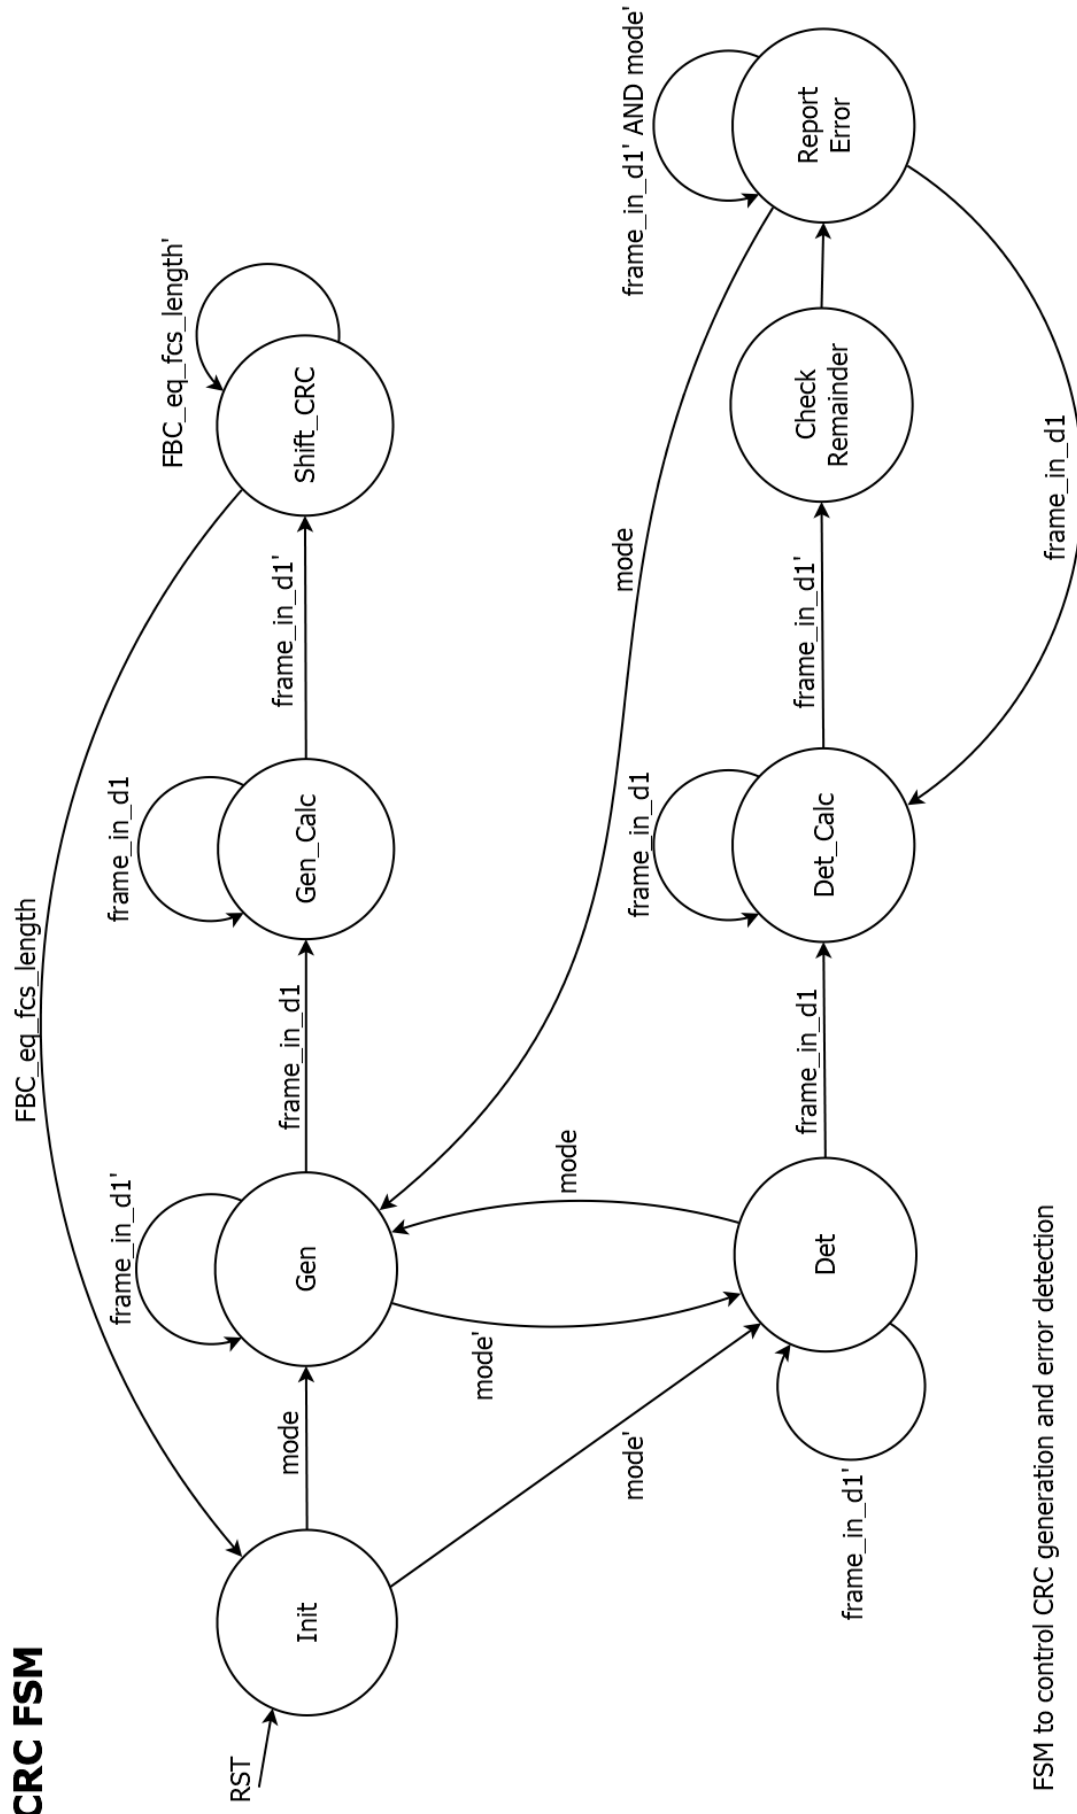 CRC FSM
FBC_eq_fcs_length
FBC_eq_fcs_length'
frame_in_d1'
frame_in_d1
RST
Init
mode
Gen
frame_in_d1
Gen_Calc
frame_in_d1'
Shift_CRC
mode'
mode'
mode
mode
frame_in_d1
frame_in_d1' AND mode'
frame_in_d1'
Det
frame_in_d1
Det_Calc
frame_in_d1'
Check
Remainder
Report
Error
frame_in_d1
FSM to control CRC generation and error detection